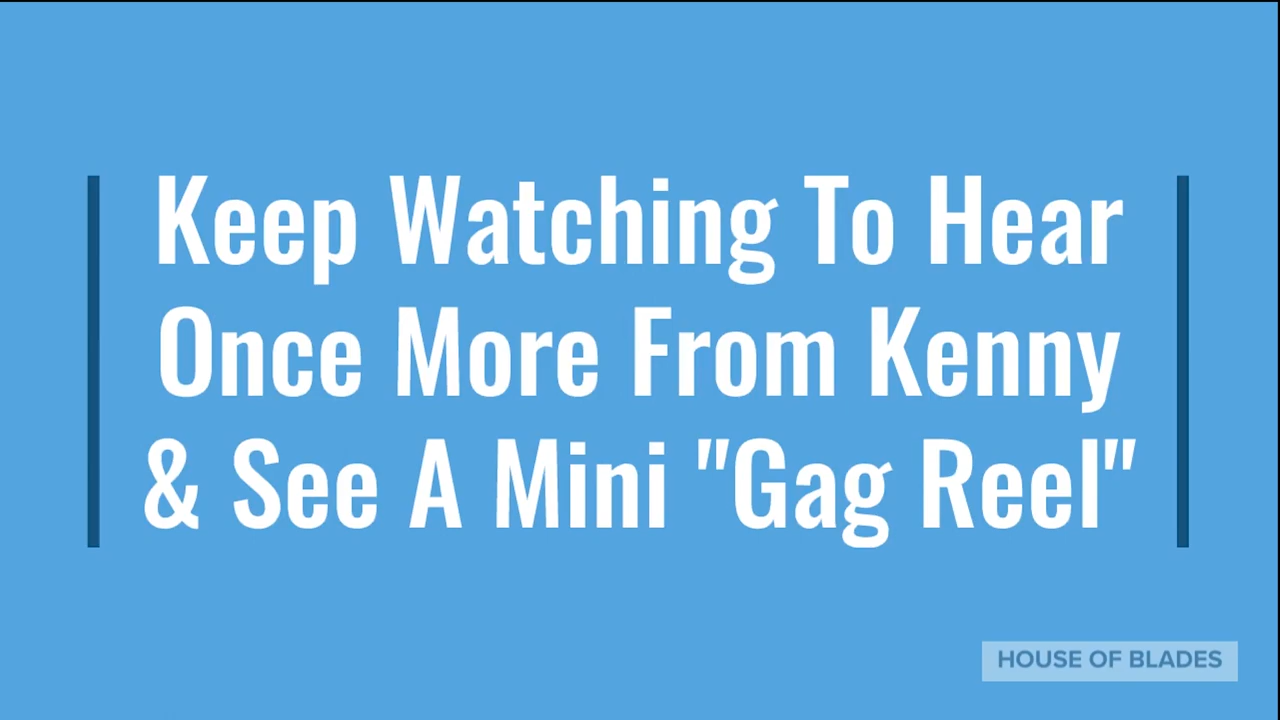 Keep Watching To Hear
Once More From Kenny
& See A Mini "Gag Reel"
HOUSE OF BLADES